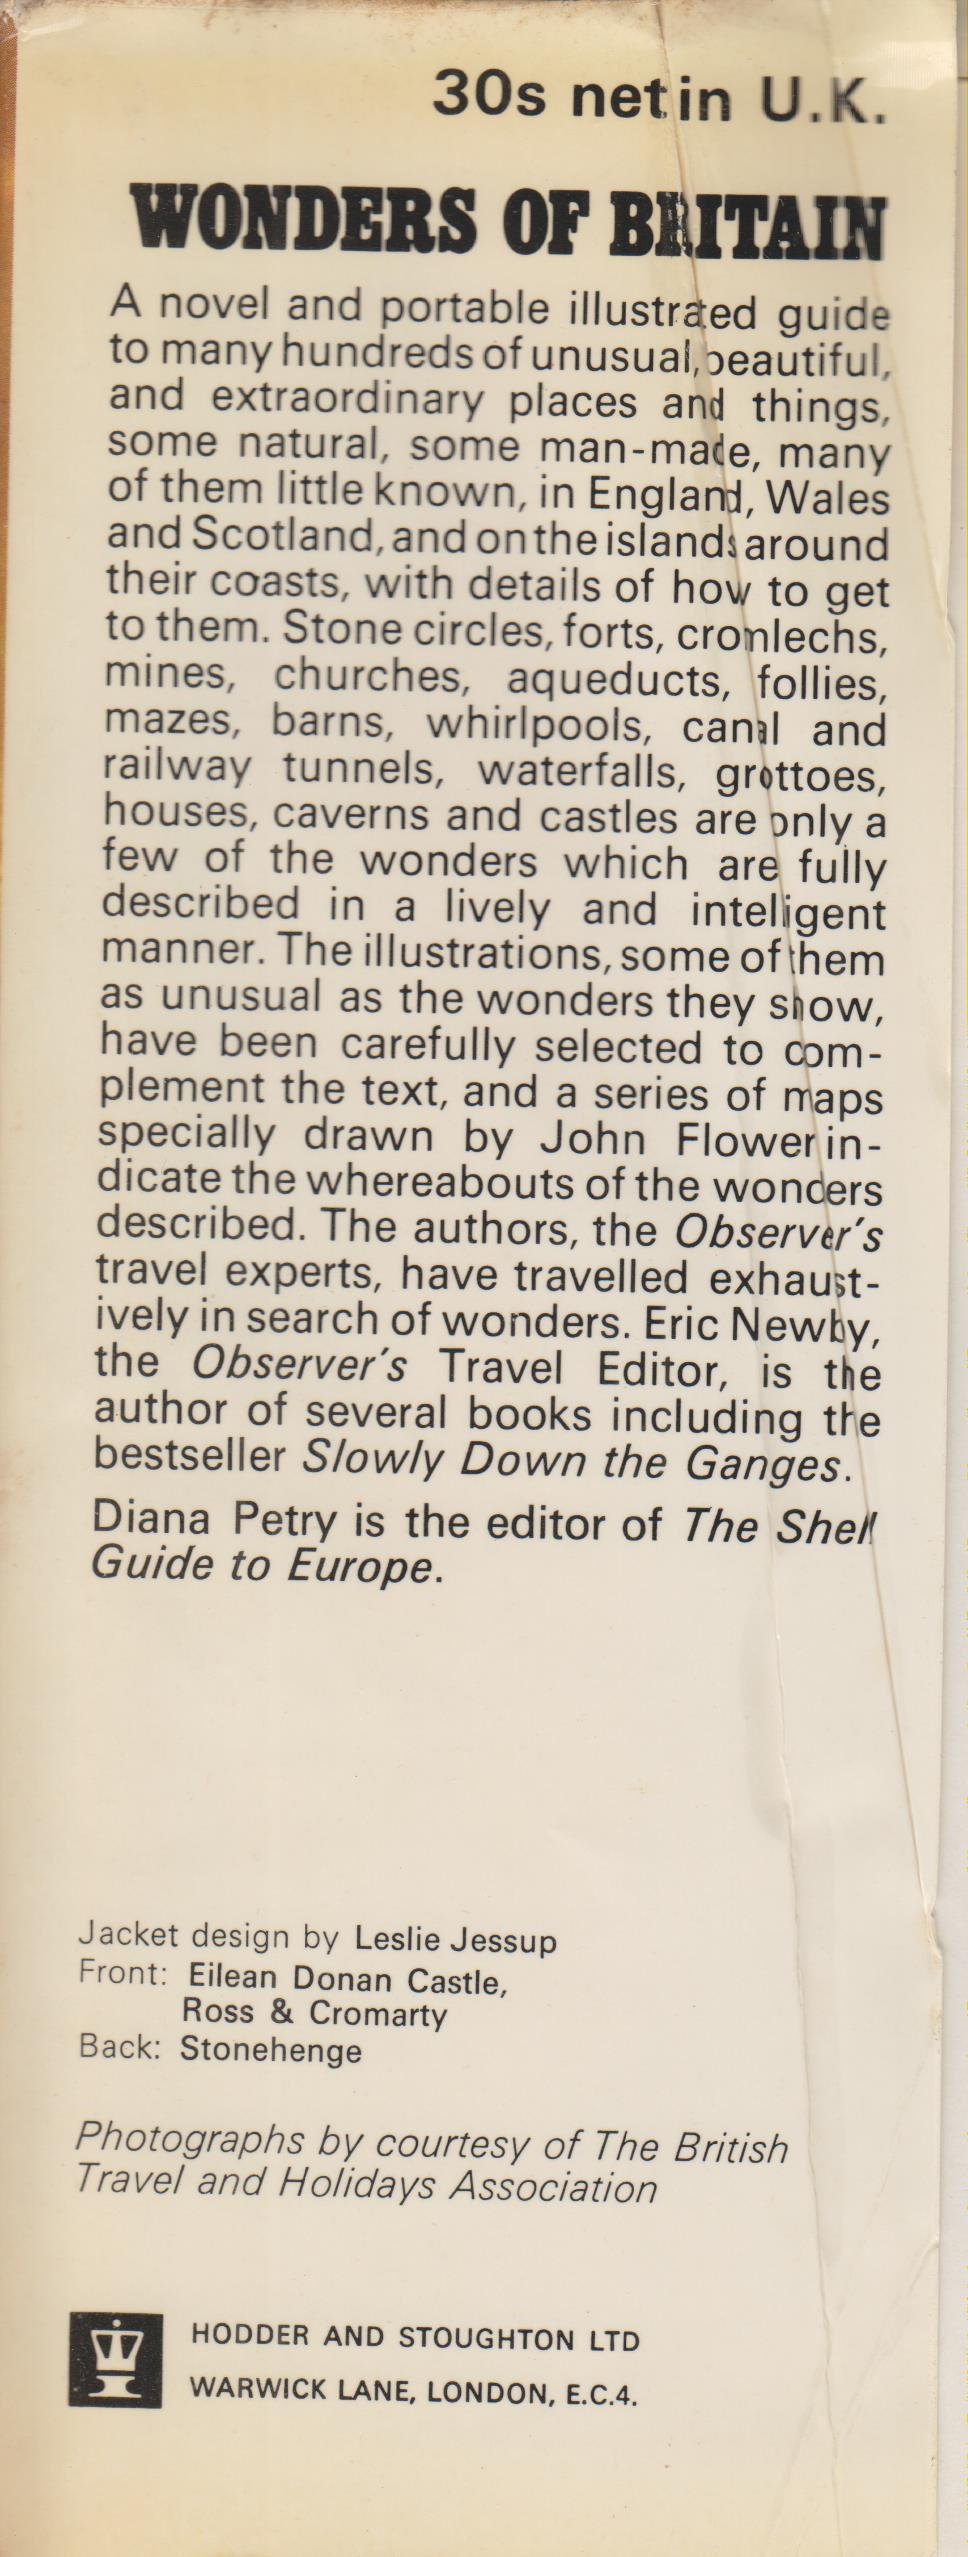 30s net in U.K.
WONDERS OF BRITAIN
A novel and portable illustrated guide
to many hundreds of unusual, beautiful,
and extraordinary places and things,
some natural, some man-made, many
of them little known, in England, Wales
and Scotland, and on the islands around
their coasts, with details of how to get
to them. Stone circles, forts, cromlechs,
mines, churches, aqueducts, follies,
mazes, barns, whirlpools, canal and
railway tunnels, waterfalls, grottoes,
houses, caverns and castles are only a
few of the wonders which are fully
described in a lively and intelligent
manner. The illustrations, some of them
as unusual as the wonders they show,
have been carefully selected to com-
plement the text, and a series of maps
specially drawn by John Flower in-
dicate the whereabouts of the wonders
described. The authors, the Observer's
travel experts, have travelled exhaust-
ively in search of wonders. Eric Newby,
the Observer's Travel Editor, is the
author of several books including the
bestseller Slowly Down the Ganges.
Diana Petry is the editor of The Shell
Guide to Europe.
Jacket design by Leslie Jessup
Front: Eilean Donan Castle,
Ross & Cromarty
Back: Stonehenge
Photographs by courtesy of The British
Travel and Holidays Association
HODDER AND STOUGHTON LTD
WARWICK LANE, LONDON, E.C.4.